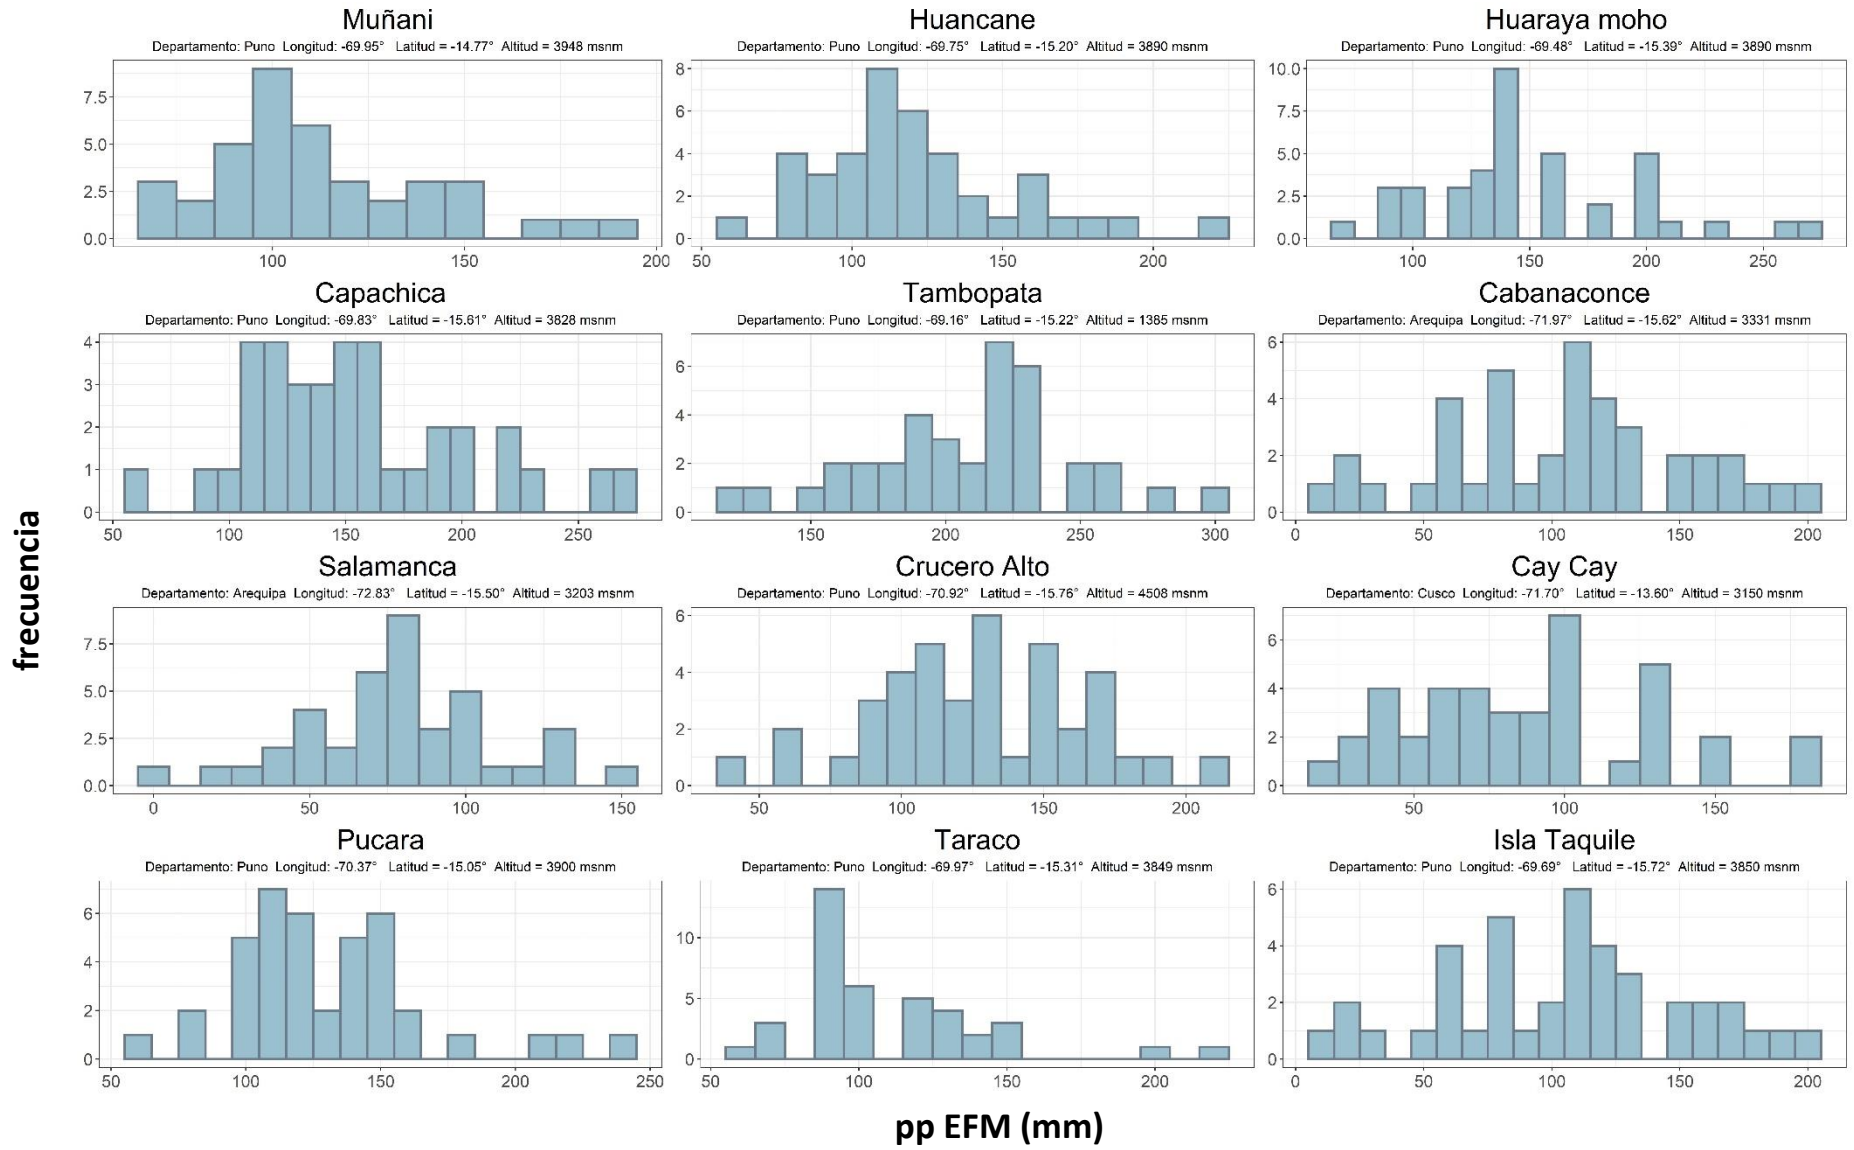 Muñani
Departamento: Puno Longitud: -69.95° Latitud = -14.77° Altitud = 3948 msnm
7.5
5.0
2.5
0.0
100 150 200
Huancane
Departamento: Puno Longitud: -69.75° Latitud = -15.20° Altitud = 3890 msnm
8
6
4
2
0
50 100 150 200
Huaraya moho
Departamento: Puno Longitud: -69.48° Latitud = -15.39° Altitud = 3890 msnm
10.0
7.5
5.0
2.5
0.0
100 150 200 250
Capachica
Departamento: Puno Longitud: -69.83° Latitud = -15.61° Altitud = 3828 msnm
4
3
2
1
0
50 100 150 200 250
Tambopata
Departamento: Puno Longitud: -69.16° Latitud = -15.22° Altitud = 1385 msnm
6
4
2
0
150 200 250 300
Cabanaconce
Departamento: Arequipa Longitud: -71.97° Latitud = -15.62° Altitud = 3331 msnm
6
4
2
0
0 50 100 150 200
Salamanca
Departamento: Arequipa Longitud: -72.83° Latitud = -15.50° Altitud = 3203 msnm
7.5
5.0
2.5
0.0
0 50 100 150
Crucero Alto
Departamento: Puno Longitud: -70.92° Latitud = -15.76° Altitud = 4508 msnm
6
4
2
0
50 100 150 200
Cay Cay
Departamento: Cusco Longitud: -71.70° Latitud = -13.60° Altitud = 3150 msnm
6
4
2
0
50 100 150
Pucara
Departamento: Puno Longitud: -70.37° Latitud = -15.05° Altitud = 3900 msnm
6
4
2
0
50 100 150 200 250
Taraco
Departamento: Puno Longitud: -69.97° Latitud = -15.31° Altitud = 3849 msnm
10
5
0
50 100 150 200
Isla Taquile
Departamento: Puno Longitud: -69.69° Latitud = -15.72° Altitud = 3850 msnm
6
4
2
0
0 50 100 150 200
frecuencia
pp EFM (mm)